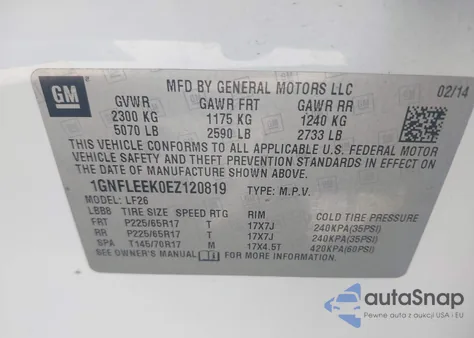 GM
MFD BY GENERAL MOTORS LLC
02/14
GVWR GAWR FRT GAWR RR
2300 KG 1175 KG 1240 KG
5070 LB 2590 LB 2733 LB
THIS VEHICLE CONFORMS TO ALL APPLICABLE U.S. FEDERAL MOTOR
VEHICLE SAFETY AND THEFT PREVENTION STANDARDS IN EFFECT
ON THE DATE OF MANUFACTURE SHOWN ABOVE.
1GNFLEEK0EZ120819 TYPE: M.P.V.
MODEL: LF26
LBBB TIRE SIZE SPEED RTG RIM COLD TIRE PRESSURE
FRT P225/65R17 T 17X7J 240KPA(35PSI)
RR P225/65R17 T 17X7J 240KPA(35PSI)
SPA T145/70R17 M 17X4.5T 420KPA(60PSI)
SEE OWNER'S MANUAL FOR ADDITIONAL INFORMATION
autoSnap
Pewne auta z aukcji USA i EU